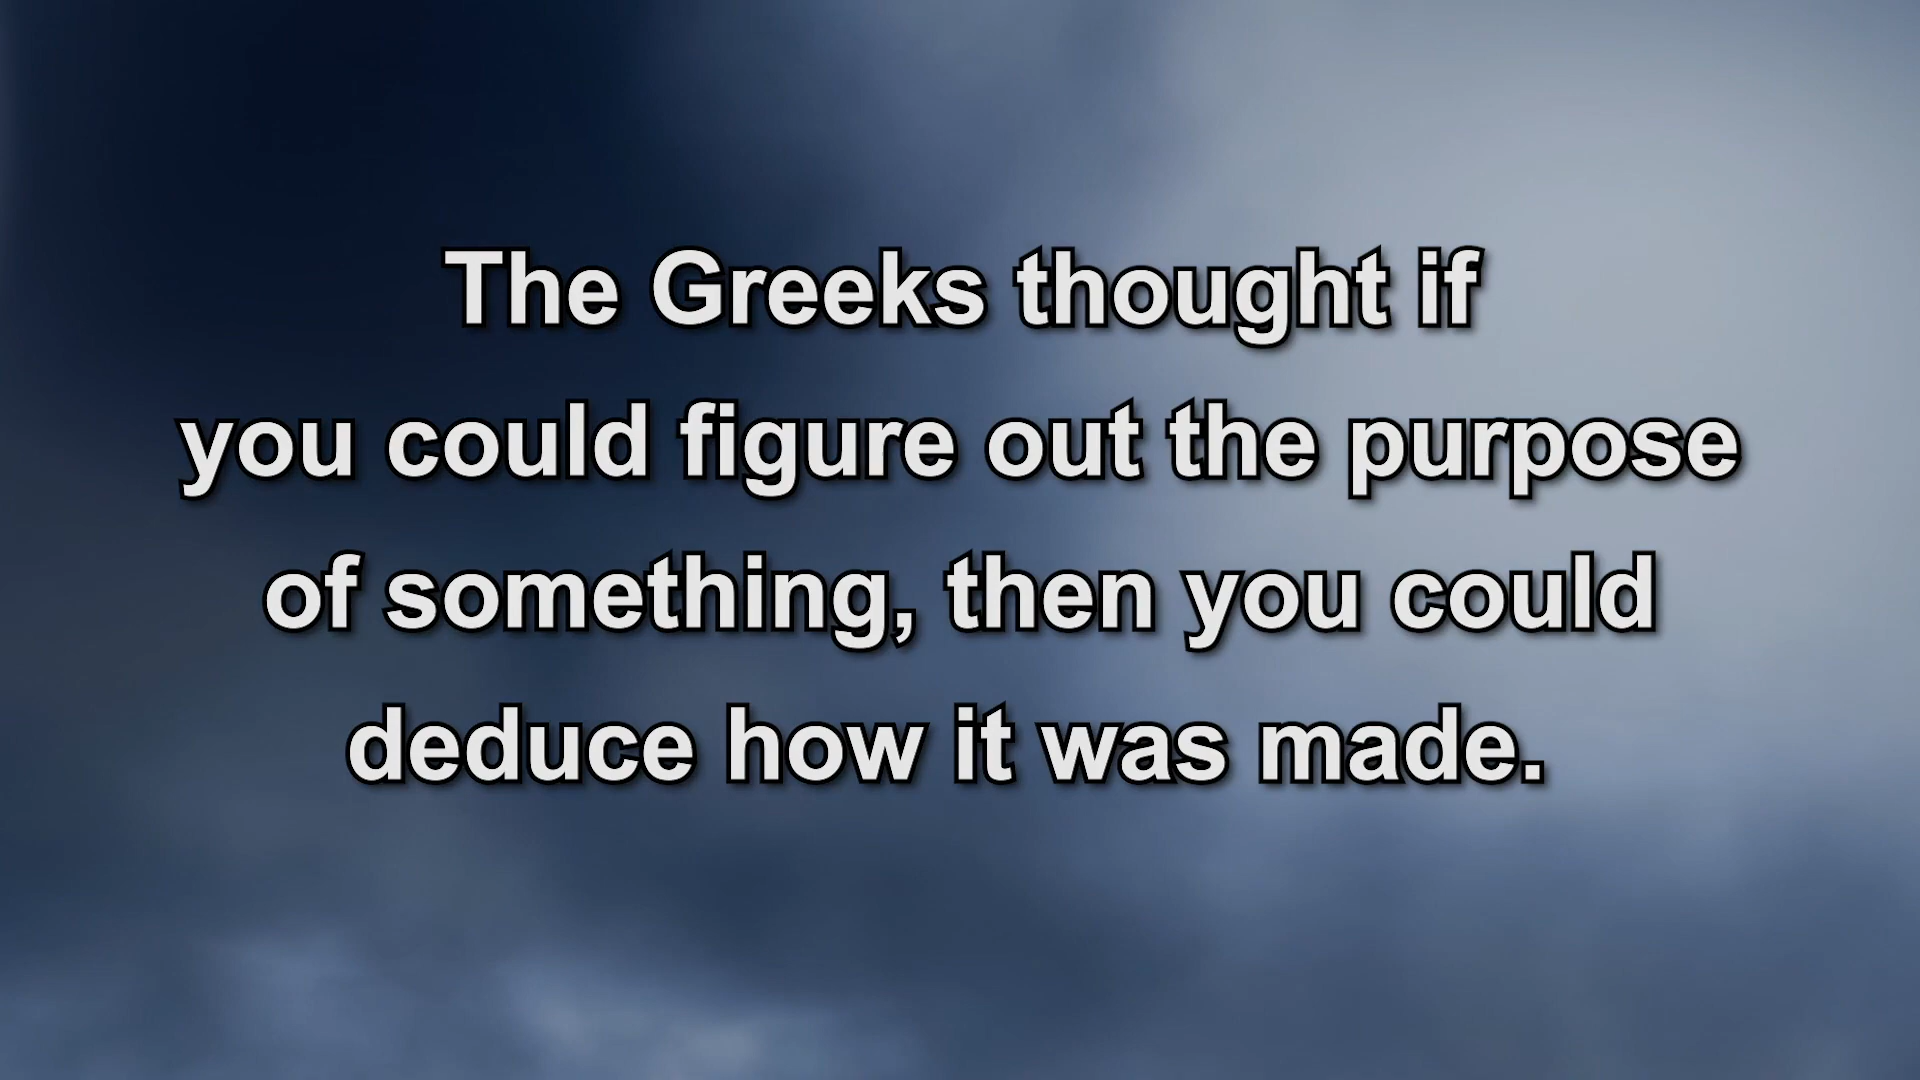 The Greeks thought if
you could figure out the purpose
of something, then you could
deduce how it was made.